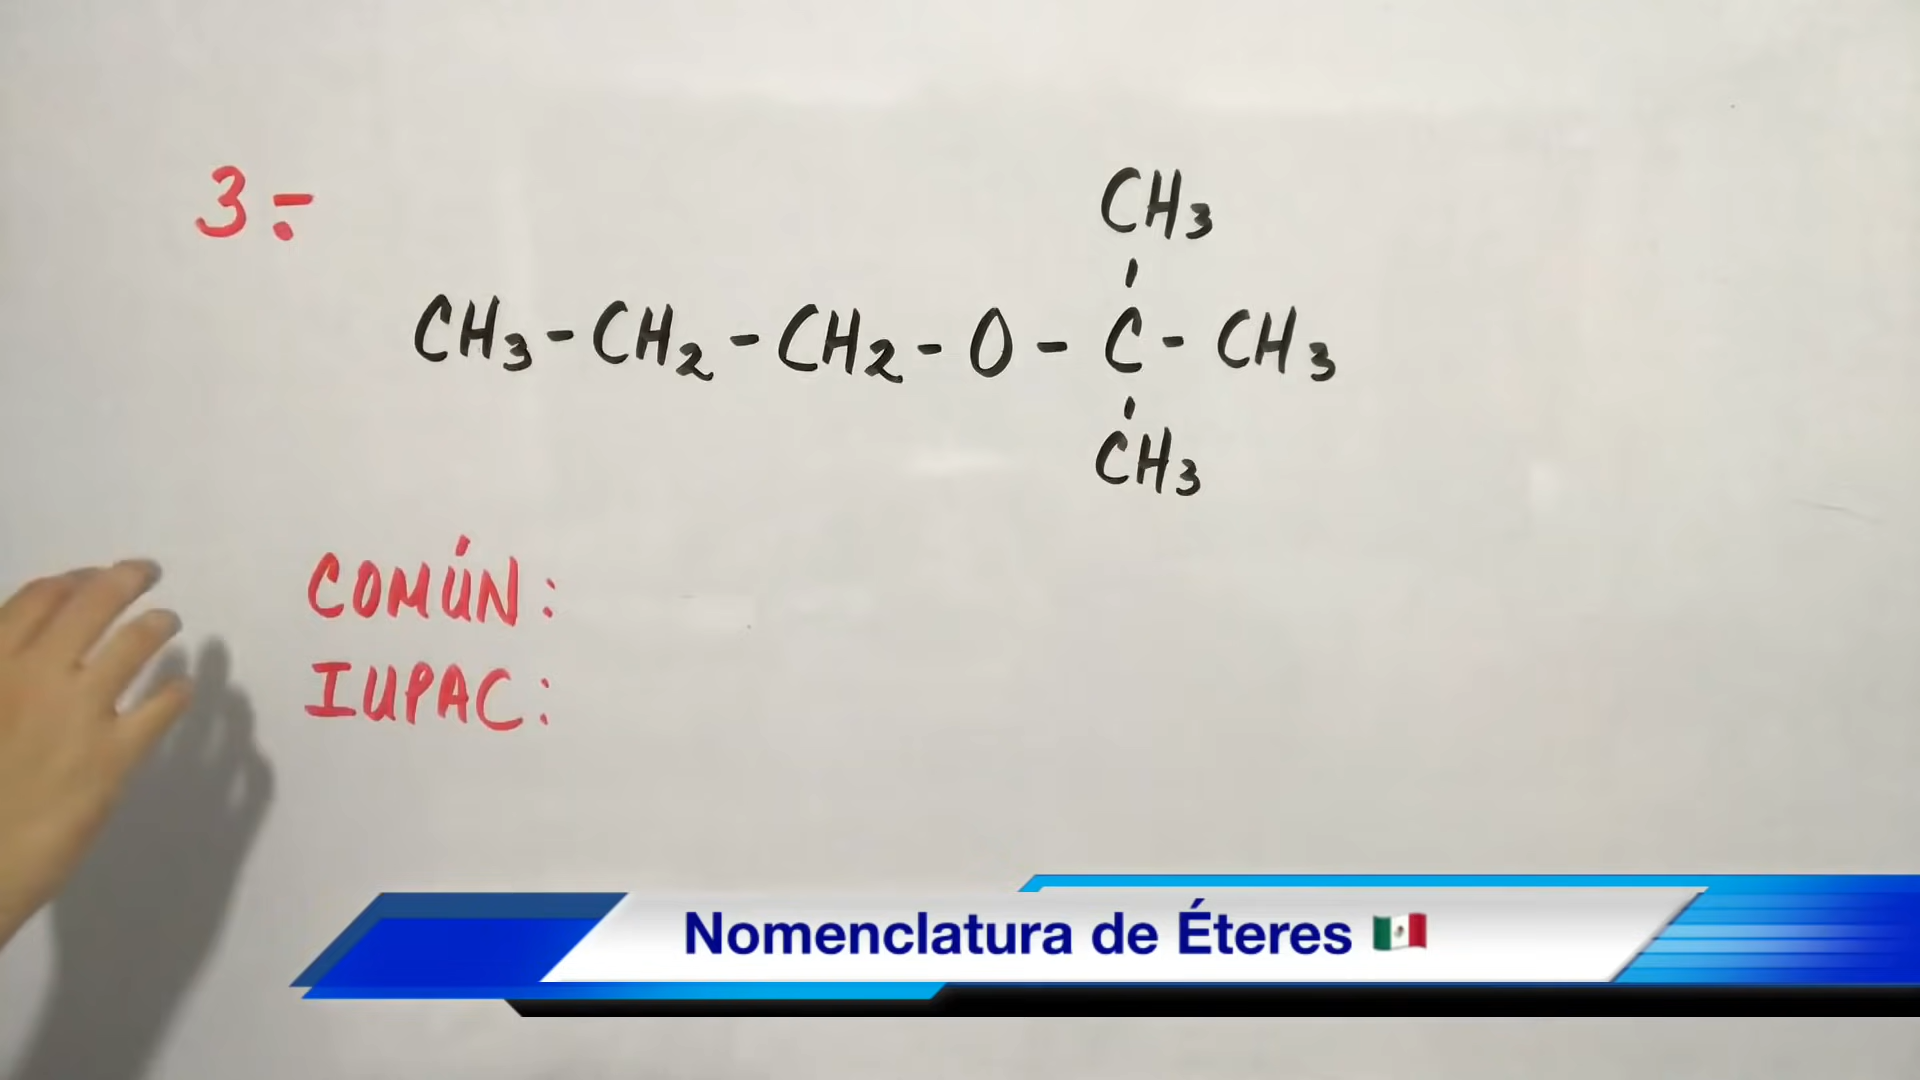 3.-
CH3
CH3-CH2-CH2-O-C-CH3
CH3
COMÚN:
IUPAC:
Nomenclatura de Éteres 🇲🇽